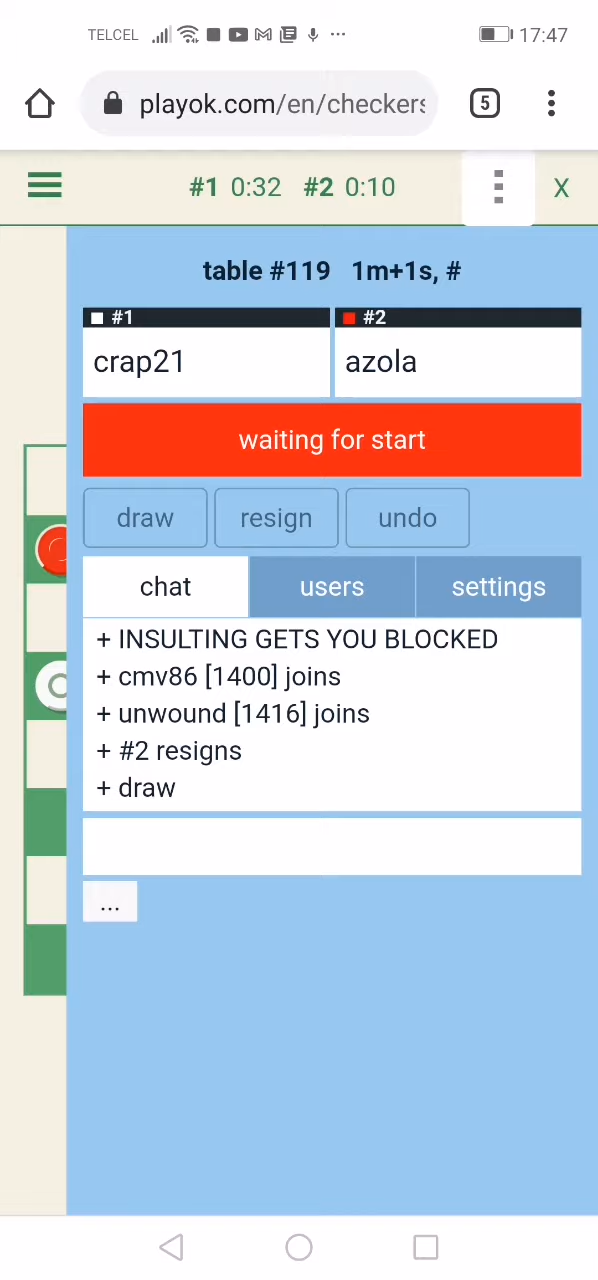 TELCEL 17:47
playok.com/en/checkers 5
#1 0:32 #2 0:10 X
table #119 1m+1s, #
#1 #2
crap21 azola
waiting for start
draw resign undo
chat users settings
+ INSULTING GETS YOU BLOCKED
+ cmv86 [1400] joins
+ unwound [1416] joins
+ #2 resigns
+ draw
...